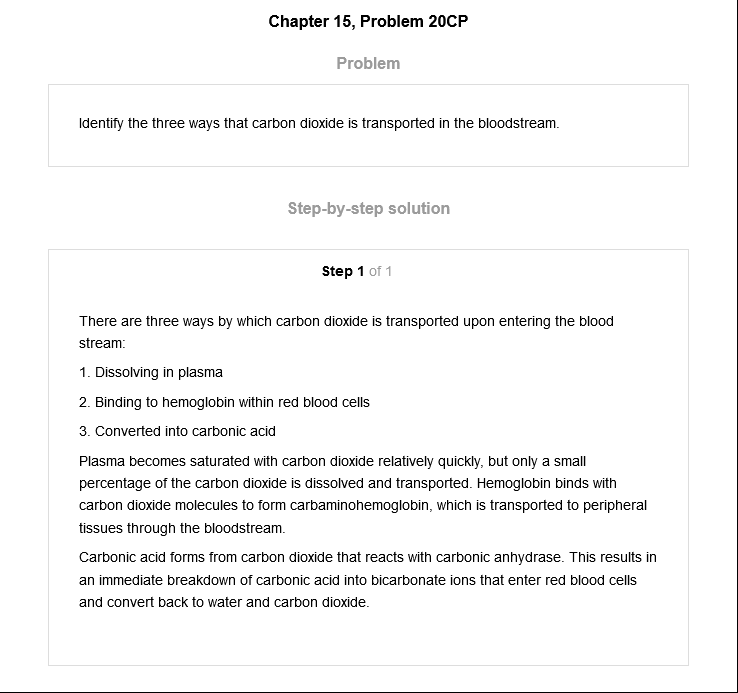 Chapter 15, Problem 20CP
Problem
Identify the three ways that carbon dioxide is transported in the bloodstream.
Step-by-step solution
Step 1 of 1
There are three ways by which carbon dioxide is transported upon entering the blood
stream:
1. Dissolving in plasma
2. Binding to hemoglobin within red blood cells
3. Converted into carbonic acid
Plasma becomes saturated with carbon dioxide relatively quickly, but only a small
percentage of the carbon dioxide is dissolved and transported. Hemoglobin binds with
carbon dioxide molecules to form carbaminohemoglobin, which is transported to peripheral
tissues through the bloodstream.
Carbonic acid forms from carbon dioxide that reacts with carbonic anhydrase. This results in
an immediate breakdown of carbonic acid into bicarbonate ions that enter red blood cells
and convert back to water and carbon dioxide.